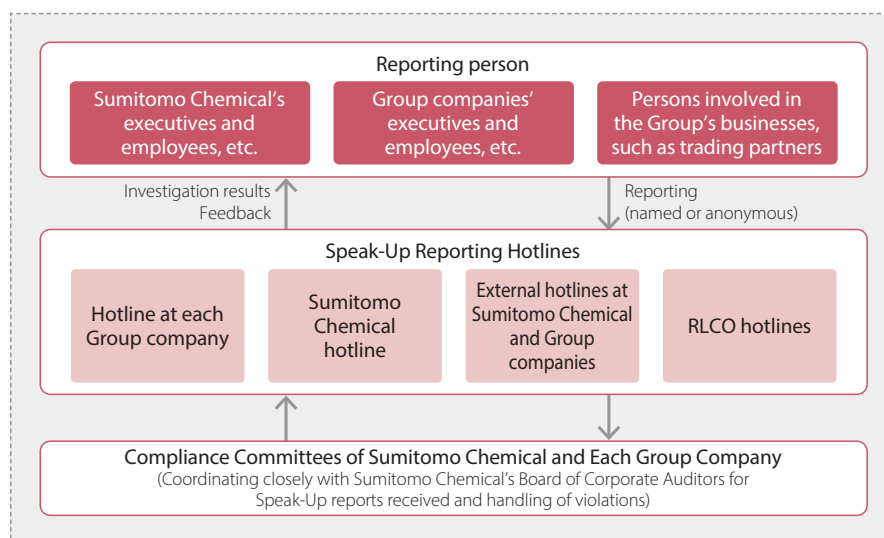 Reporting person
Sumitomo Chemical's
executives and
employees, etc.
Group companies'
executives and
employees, etc.
Persons involved in
the Group's businesses,
such as trading partners
Investigation results
Feedback
Reporting
(named or anonymous)
Speak-Up Reporting Hotlines
Hotline at each
Group company
Sumitomo
Chemical
hotline
External hotlines at
Sumitomo Chemical
and Group
companies
RLCO hotlines
Compliance Committees of Sumitomo Chemical and Each Group Company
(Coordinating closely with Sumitomo Chemical's Board of Corporate Auditors for
Speak-Up reports received and handling of violations)